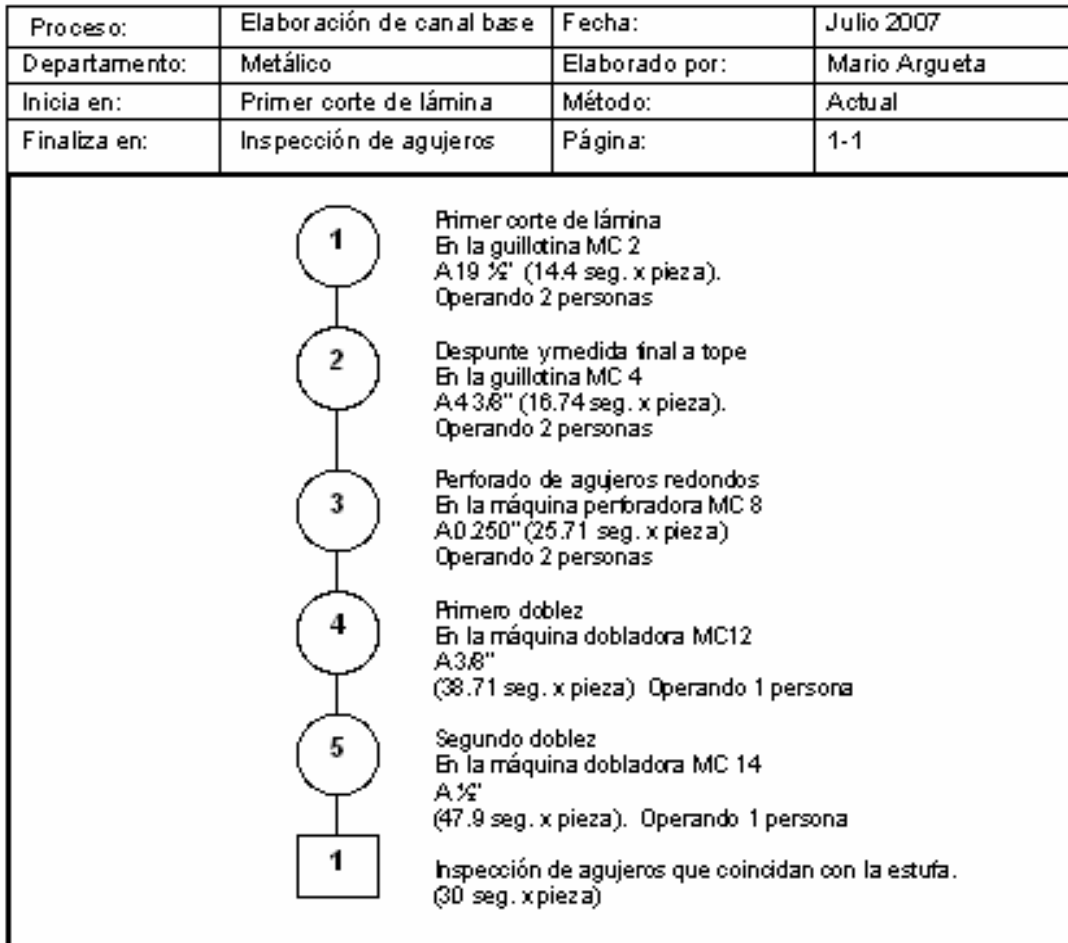 Proceso: Elaboración de canal base Fecha: Julio 2007
Departamento: Metálico Elaborado por: Mario Argueta
Inicia en: Primer corte de lámina Método: Actual
Finaliza en: Inspección de agujeros Página: 1-1
1
Primer corte de lámina
En la guillotina MC 2
A 19 ½" (14.4 seg. x pieza).
Operando 2 personas
2
Despunte y medida final a tope
En la guillotina MC 4
A 4 3/8" (16.74 seg. x pieza).
Operando 2 personas
3
Perforado de agujeros redondos
En la máquina perforadora MC 8
A 0.250" (25.71 seg. x pieza)
Operando 2 personas
4
Primero doblez
En la máquina dobladora MC12
A 3/8"
(38.71 seg. x pieza) Operando 1 persona
5
Segundo doblez
En la máquina dobladora MC 14
A ½"
(47.9 seg. x pieza). Operando 1 persona
1
Inspección de agujeros que coincidan con la estufa.
(30 seg. x pieza)